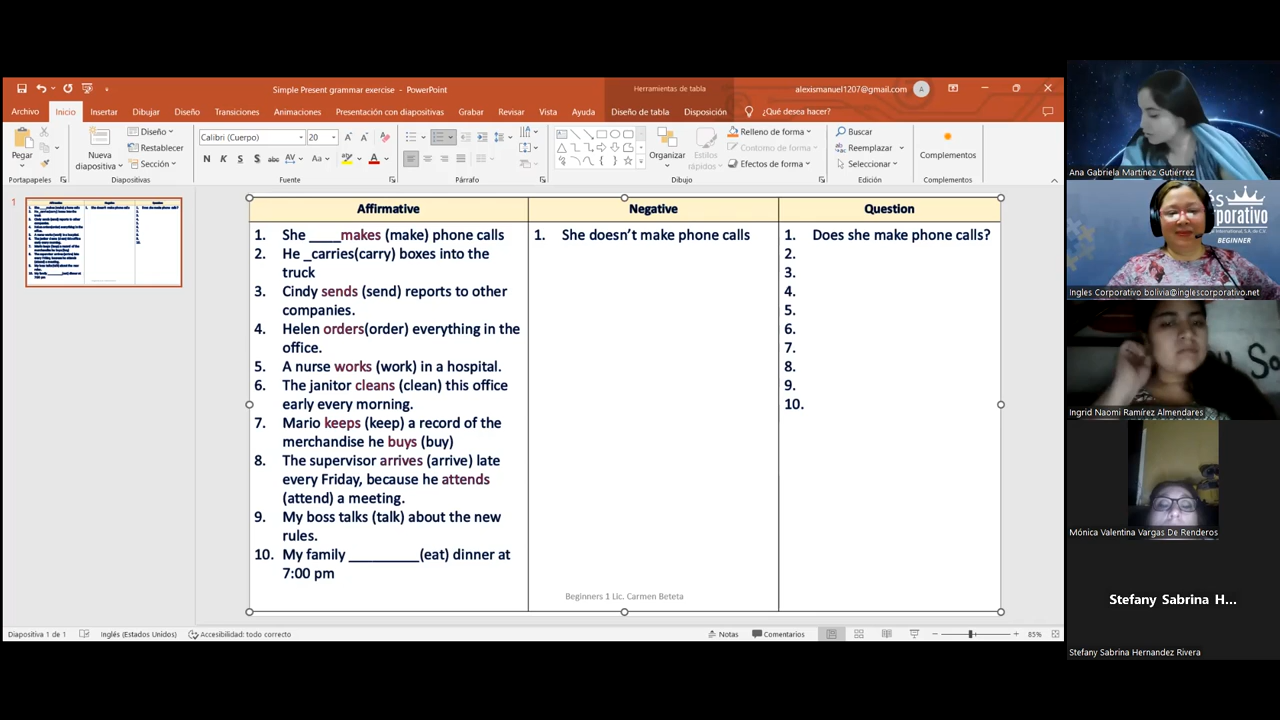 Simple Present grammar exercise - PowerPoint
Herramientas de tabla
alexismanuel1207@gmail.com
A
Archivo Inicio Insertar Dibujar Diseño Transiciones Animaciones Presentación con diapositivas Grabar Revisar Vista Ayuda Diseño de tabla Disposición ¿Qué desea hacer?
Pegar
Nueva diapositiva
Diseño
Restablecer
Sección
Calibri (Cuerpo) 20
N K S S abc AV Aa A
Organizar
Estilos rápidos
Relleno de forma
Contorno de forma
Efectos de forma
Buscar
Reemplazar
Seleccionar
Complementos
Portapapeles Diapositivas Fuente Párrafo Dibujo Edición Complementos
1
Affirmative Negative Question
1. She ____makes (make) phone calls
2. He _carries(carry) boxes into the
truck
3. Cindy sends (send) reports to other
companies.
4. Helen orders(order) everything in the
office.
5. A nurse works (work) in a hospital.
6. The janitor cleans (clean) this office
early every morning.
7. Mario keeps (keep) a record of the
merchandise he buys (buy)
8. The supervisor arrives (arrive) late
every Friday, because he attends
(attend) a meeting.
9. My boss talks (talk) about the new
rules.
10. My family _________(eat) dinner at
7:00 pm
1. She doesn't make phone calls
1. Does she make phone calls?
2.
3.
4.
5.
6.
7.
8.
9.
10.
Beginners 1 Lic. Carmen Beteta
Diapositiva 1 de 1 Inglés (Estados Unidos) Accesibilidad: todo correcto Notas Comentarios 85%
Ana Gabriela Martínez Gutiérrez
BEGINNER
Ingles Corporativo bolivia@inglescorporativo.net
Ingrid Naomi Ramírez Almendares
Mónica Valentina Vargas De Renderos
Stefany Sabrina H...
Stefany Sabrina Hernandez Rivera